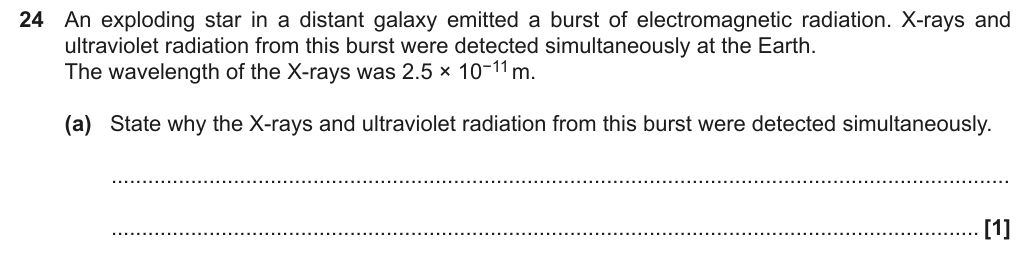 24 An exploding star in a distant galaxy emitted a burst of electromagnetic radiation. X-rays and
ultraviolet radiation from this burst were detected simultaneously at the Earth.
The wavelength of the X-rays was 2.5 × 10⁻¹¹ m.
(a) State why the X-rays and ultraviolet radiation from this burst were detected simultaneously.
..........................................................................................................................................
..................................................................................................................................... [1]